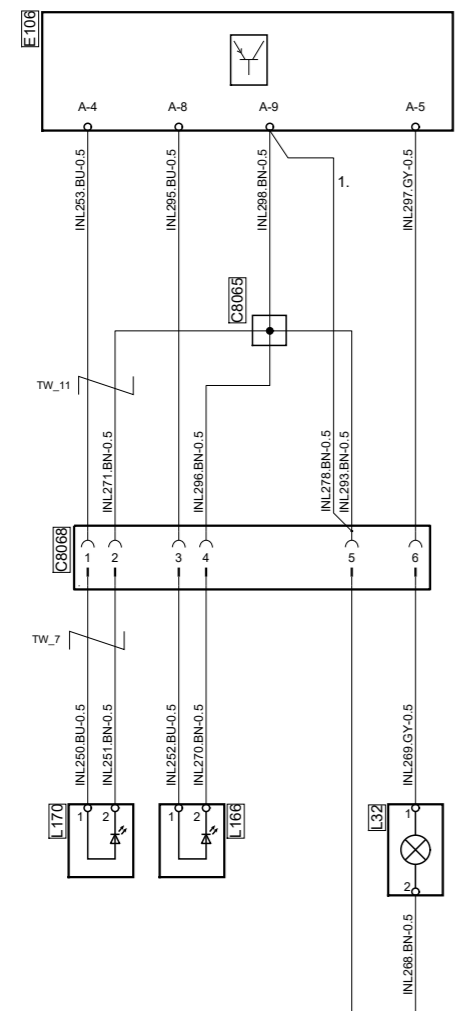 E106
A-4 A-8 A-9 A-5
INL253.BU-0.5
INL295.BU-0.5
INL298.BN-0.5
1.
INL297.GY-0.5
C8065
TW_11
INL271.BN-0.5
INL296.BN-0.5
INL278.BN-0.5
INL293.BN-0.5
C8068
1 2 3 4 5 6
TW_7
INL250.BU-0.5
INL251.BN-0.5
INL252.BU-0.5
INL270.BN-0.5
INL269.GY-0.5
L170
1 2
1 2
L166
L32
1
2
INL268.BN-0.5